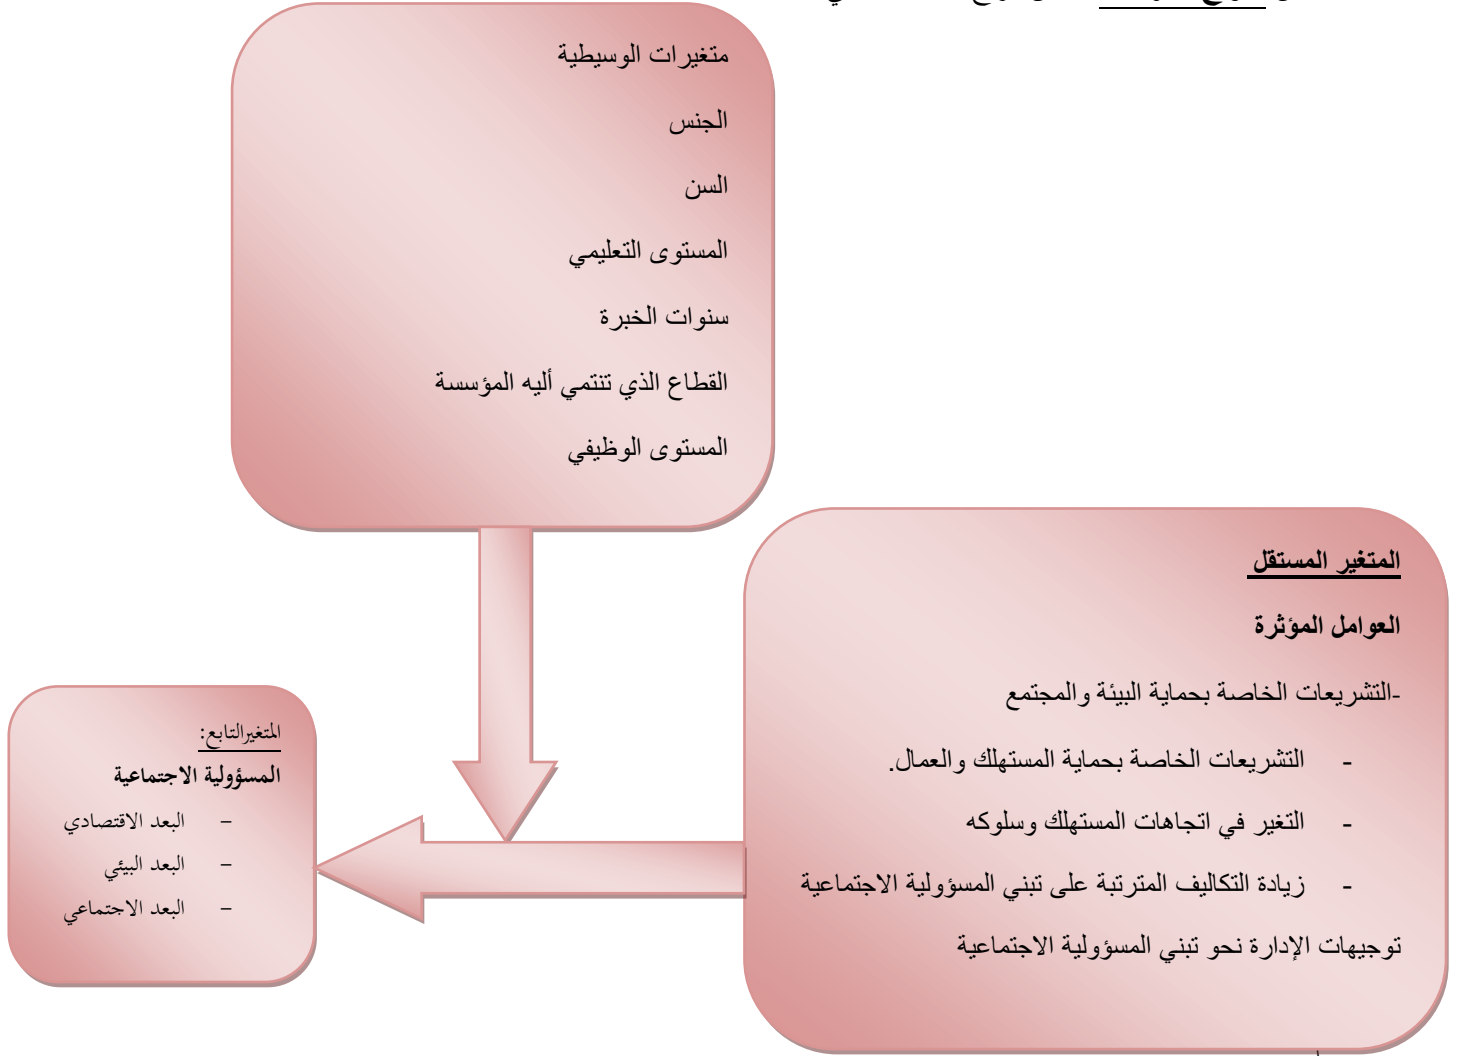 متغيرات الوسيطية
الجنس
السن
المستوى التعليمي
سنوات الخبرة
القطاع الذي تنتمي أليه المؤسسة
المستوى الوظيفي
المتغير المستقل
العوامل المؤثرة
-التشريعات الخاصة بحماية البيئة والمجتمع
- التشريعات الخاصة بحماية المستهلك والعمال.
- التغير في اتجاهات المستهلك وسلوكه
- زيادة التكاليف المترتبة على تبني المسؤولية الاجتماعية
توجيهات الإدارة نحو تبني المسؤولية الاجتماعية
المتغيرالتابع:
المسؤولية الاجتماعية
– البعد الاقتصادي
– البعد البيئي
– البعد الاجتماعي